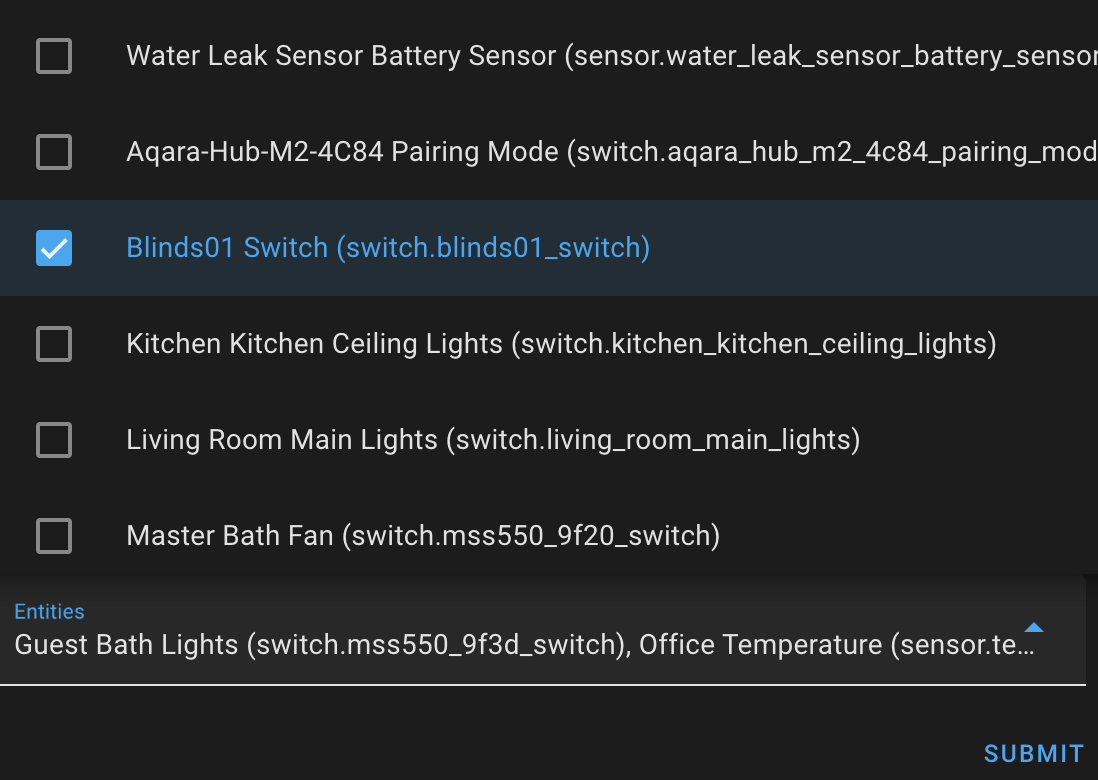 Water Leak Sensor Battery Sensor (sensor.water_leak_sensor_battery_sensor
Aqara-Hub-M2-4C84 Pairing Mode (switch.aqara_hub_m2_4c84_pairing_mod
Blinds01 Switch (switch.blinds01_switch)
Kitchen Kitchen Ceiling Lights (switch.kitchen_kitchen_ceiling_lights)
Living Room Main Lights (switch.living_room_main_lights)
Master Bath Fan (switch.mss550_9f20_switch)
Entities
Guest Bath Lights (switch.mss550_9f3d_switch), Office Temperature (sensor.te...
SUBMIT